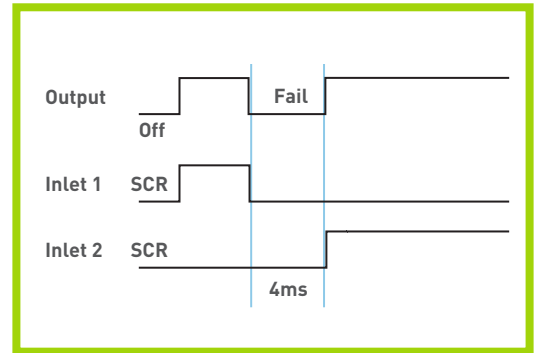 Output Fail
Off
Inlet 1 SCR
Inlet 2 SCR
4ms